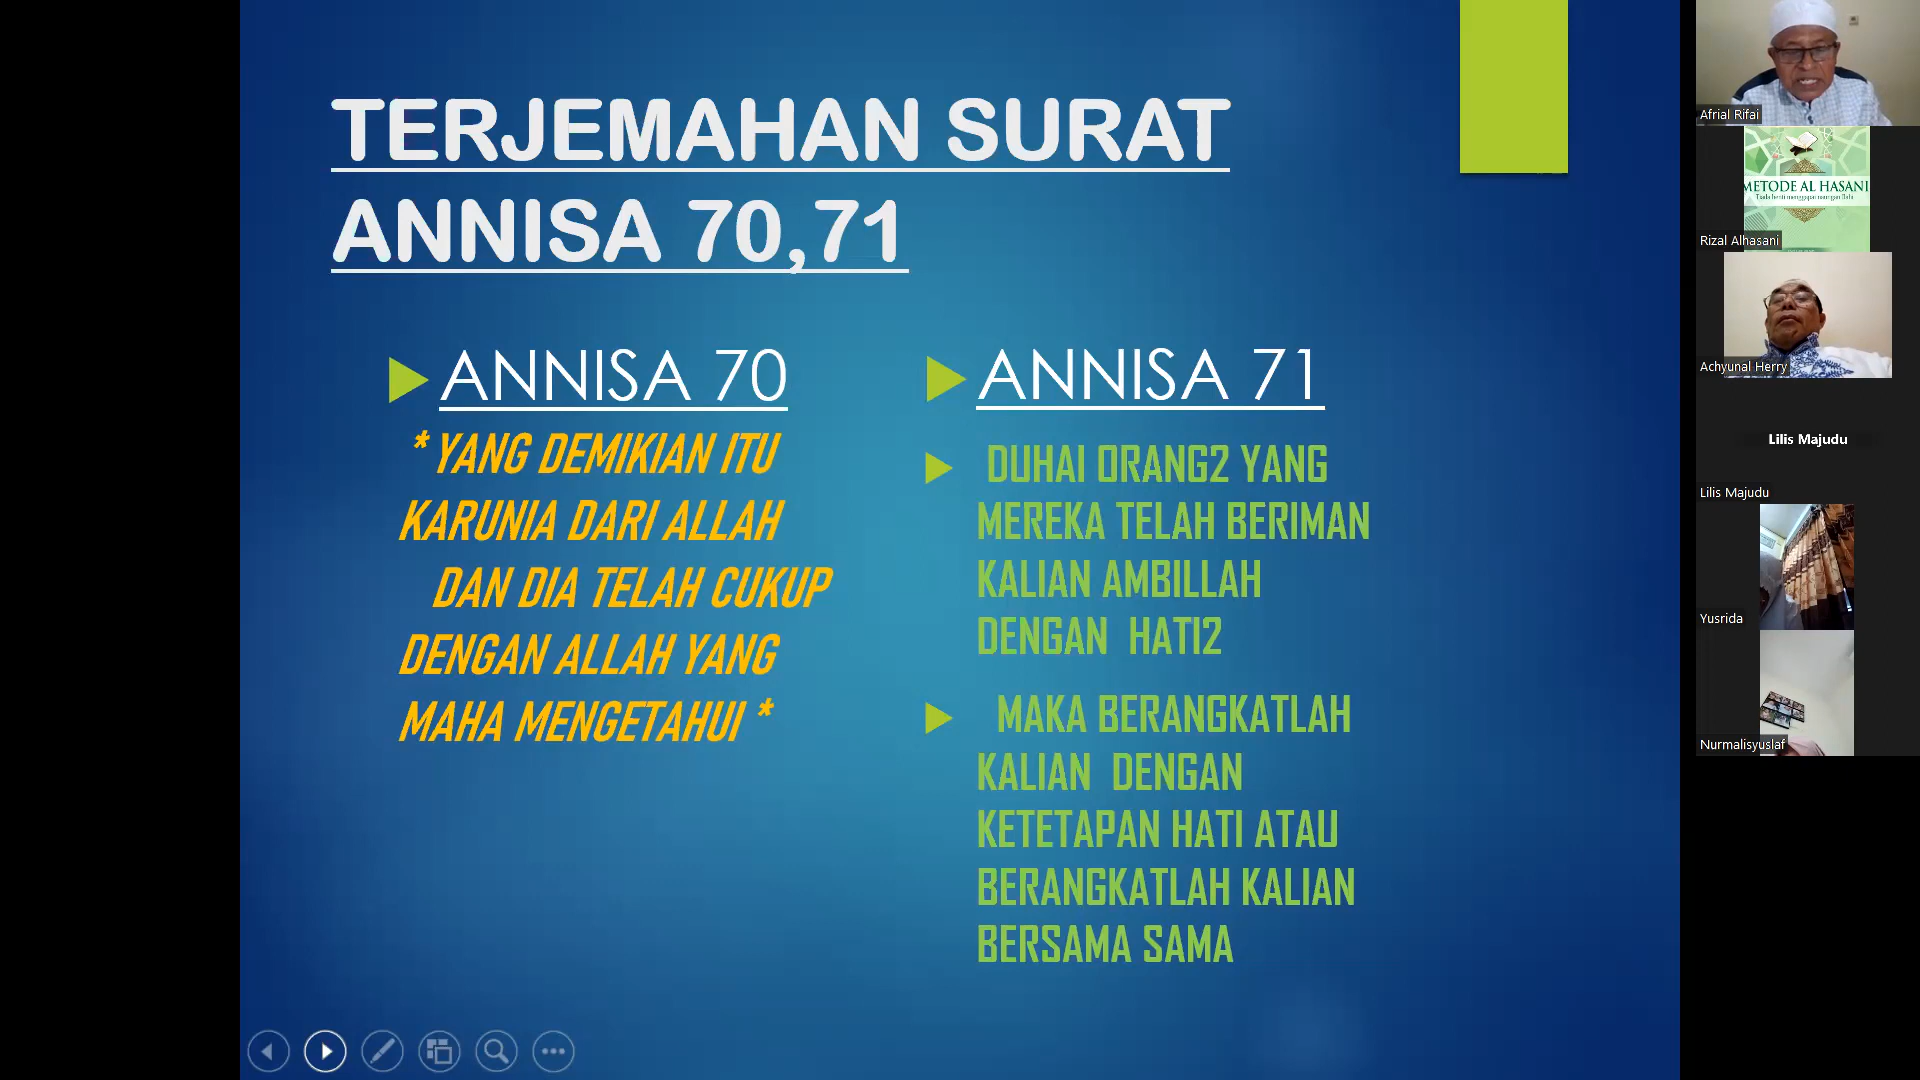 TERJEMAHAN SURAT
ANNISA 70,71
ANNISA 70
* YANG DEMIKIAN ITU
KARUNIA DARI ALLAH
DAN DIA TELAH CUKUP
DENGAN ALLAH YANG
MAHA MENGETAHUI *
ANNISA 71
DUHAI ORANG2 YANG
MEREKA TELAH BERIMAN
KALIAN AMBILLAH
DENGAN HATI2
MAKA BERANGKATLAH
KALIAN DENGAN
KETETAPAN HATI ATAU
BERANGKATLAH KALIAN
BERSAMA SAMA
Afrial Rifai
METODE AL HASANI
Rizal Alhasani
Achyunal Herry
Lilis Majudu
Lilis Majudu
Yusrida
Nurmalisyuslaf